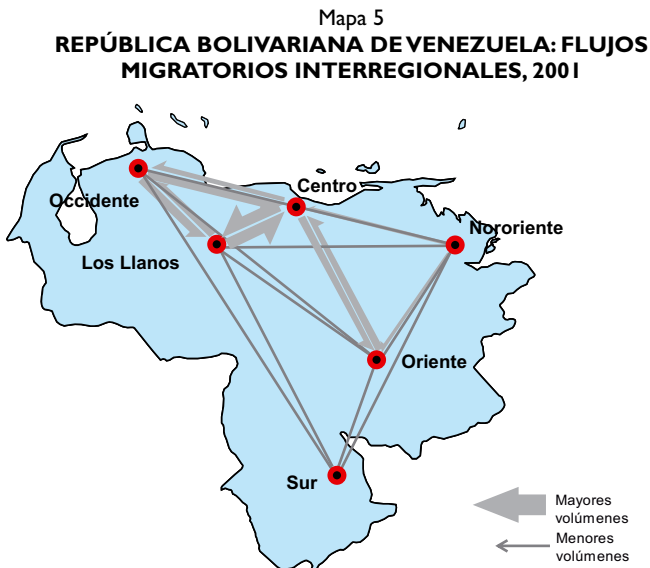 Mapa 5
REPÚBLICA BOLIVARIANA DE VENEZUELA: FLUJOS
MIGRATORIOS INTERREGIONALES, 2001
Centro
Occidente
Nororiente
Los Llanos
Oriente
Sur
Mayores
volúmenes
Menores
volúmenes